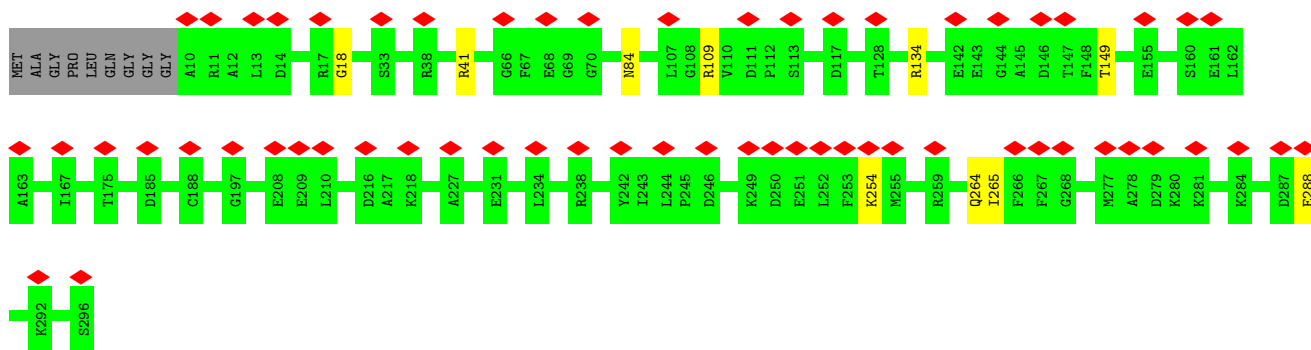 MET ALA GLY PRO LEU GLN GLY GLY GLY A10 R11 A12 L13 D14 R17 G18 S33 R38 R41 G66 F67 E68 G69 G70 N84 L107 G108 R109 V110 D111 P112 S113 D117 T128 R134 E142 E143 G144 A145 D146 T147 F148 T149 E155 S160 E161 L162
A163 I167 T175 D185 C188 G197 E208 E209 L210 D216 A217 K218 A227 E231 L234 R238 Y242 I243 L244 P245 D246 K249 D250 E251 L252 F253 K254 M255 R259 Q264 I265 F266 F267 G268 M277 A278 D279 K280 K281 K284 D287 E288
K292 S296